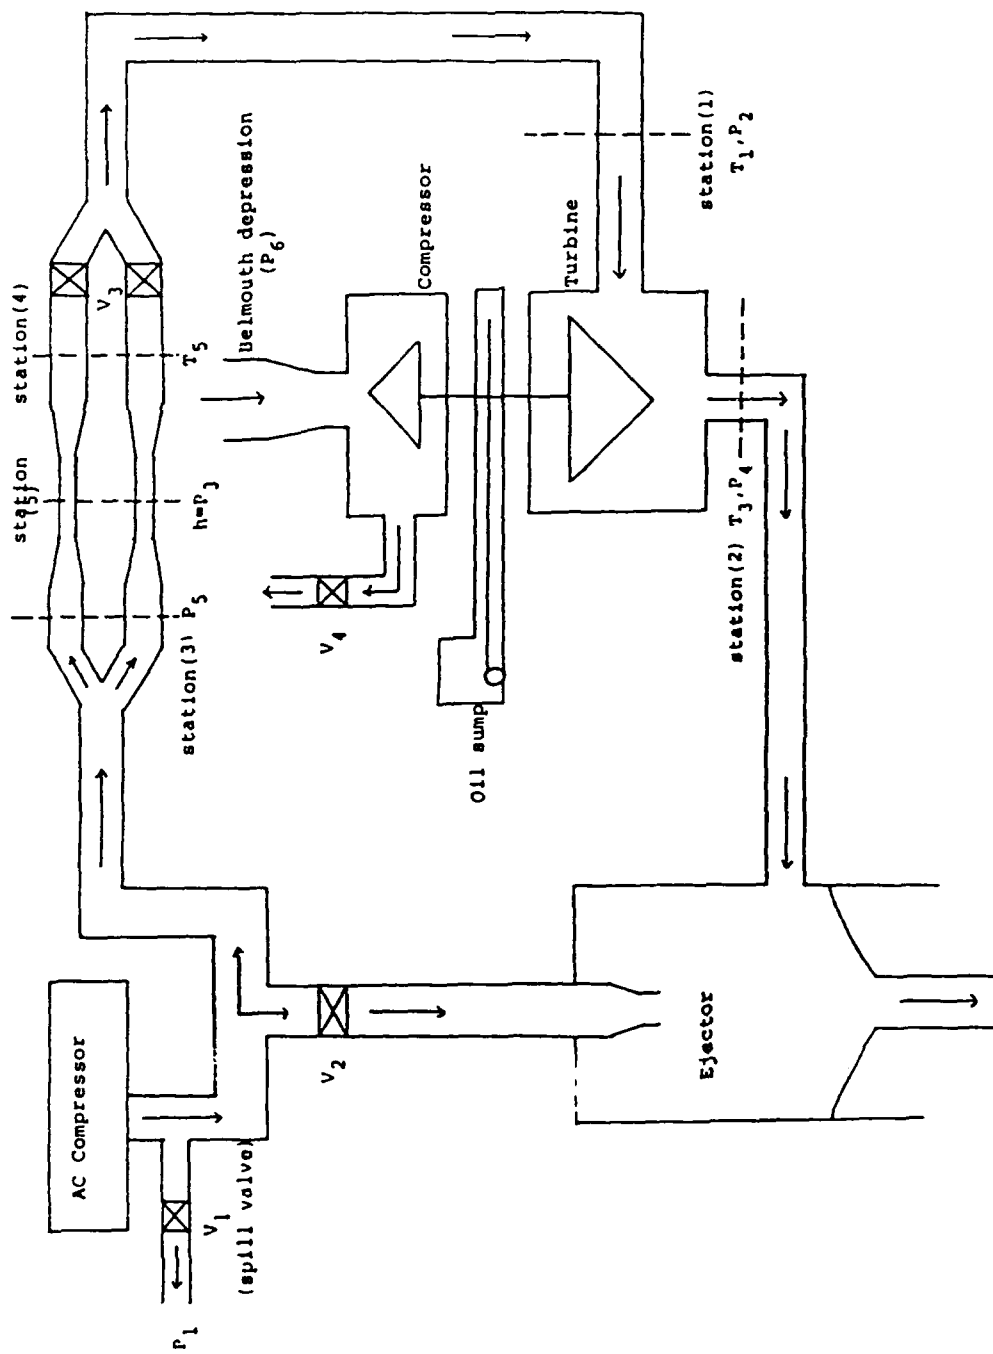 station
(5)
station(4)
AC Compressor
V₃
P₁
station(3) P₅
h=P₃
T₅
V₁
(spill valve)
Belmouth depression
(P₆)
V₂
V₄
Compressor
Oil sump
Turbine
Ejector
station(1)
T₁,P₂
station(2) T₃,P₄